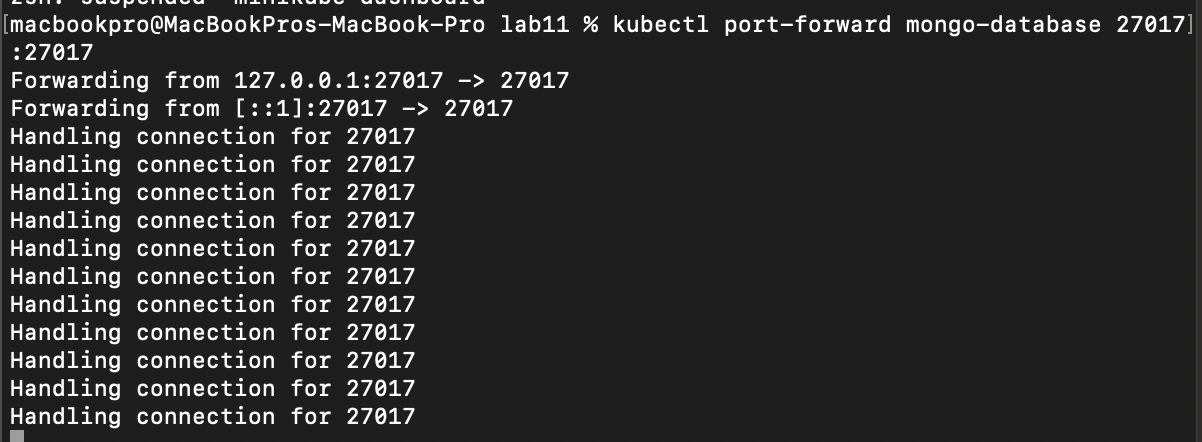 zsh: suspended  minikube dashboard
[macbookpro@MacBookPros-MacBook-Pro lab11 % kubectl port-forward mongo-database 27017]
:27017
Forwarding from 127.0.0.1:27017 -> 27017
Forwarding from [::1]:27017 -> 27017
Handling connection for 27017
Handling connection for 27017
Handling connection for 27017
Handling connection for 27017
Handling connection for 27017
Handling connection for 27017
Handling connection for 27017
Handling connection for 27017
Handling connection for 27017
Handling connection for 27017
Handling connection for 27017